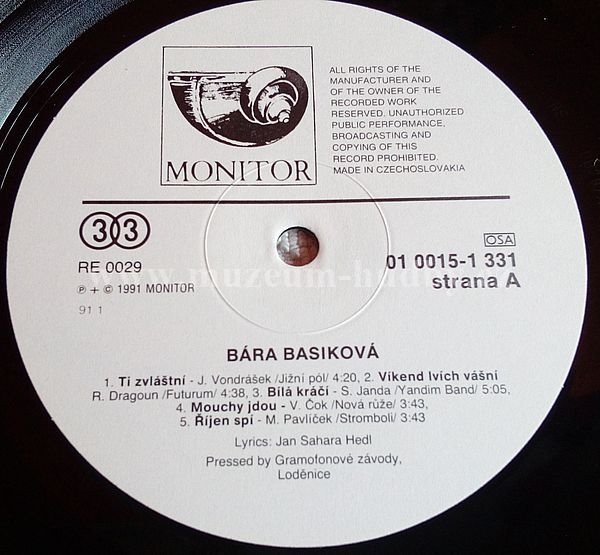 ALL RIGHTS OF THE
MANUFACTURER AND
OF THE OWNER OF THE
RECORDED WORK
RESERVED. UNAUTHORIZED
PUBLIC PERFORMANCE,
BROADCASTING AND
COPYING OF THIS
RECORD PROHIBITED.
MADE IN CZECHOSLOVAKIA
MONITOR
33
RE 0029
℗ + © 1991 MONITOR
91 1
OSA
01 0015-1 331
strana A
www.muzeum-hudby
BÁRA BASIKOVÁ
1. Ti zvláštní - J. Vondrášek /Jižní pól/ 4:20, 2. Víkend lvích vášní
R. Dragoun /Futurum/ 4:38, 3. Bílá kráčí - S. Janda /Yandim Band/ 5:05,
4. Mouchy jdou - V. Čok /Nová růže/ 3:43,
5. Říjen spí - M. Pavlíček /Stromboli/ 3:43
Lyrics: Jan Sahara Hedl
Pressed by Gramofonové závody,
Loděnice